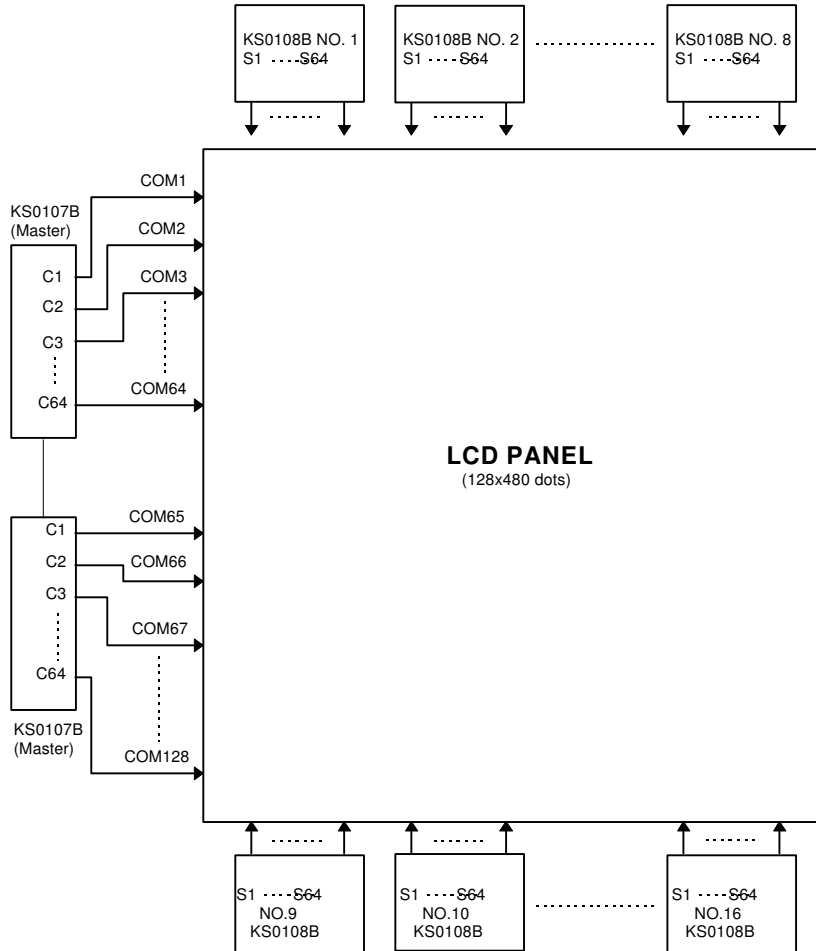 KS0108B NO. 1
S1 S64
KS0108B NO. 2
S1 S64
KS0108B NO. 8
S1 S64
KS0107B
(Master)
C1
C2
C3
C64
COM1
COM2
COM3
COM64
LCD PANEL
(128x480 dots)
C1
C2
C3
C64
KS0107B
(Master)
COM65
COM66
COM67
COM128
S1 S64
NO.9
KS0108B
S1 S64
NO.10
KS0108B
S1 S64
NO.16
KS0108B